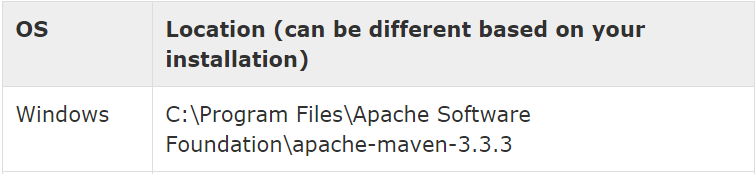 OS
Location (can be different based on your
installation)
Windows
C:\Program Files\Apache Software
Foundation\apache-maven-3.3.3